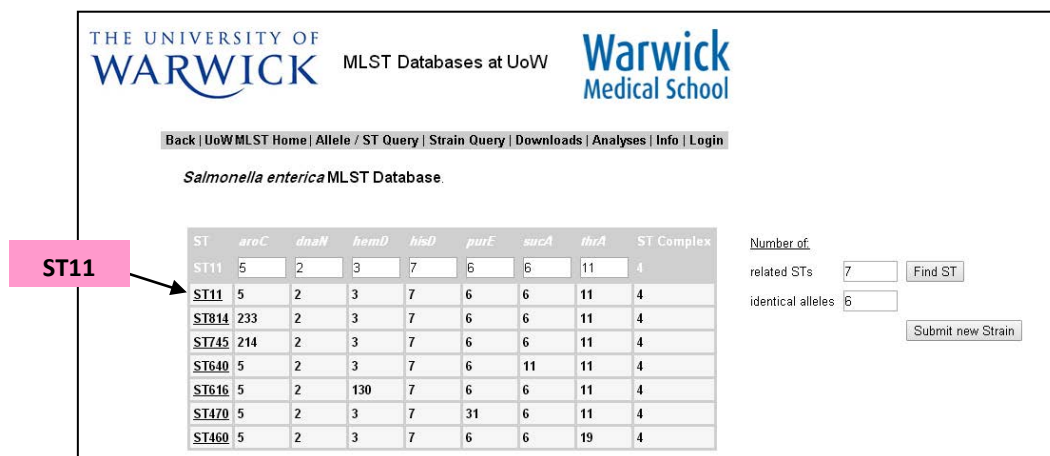 THE UNIVERSITY OF
WARWICK
MLST Databases at UoW
Warwick
Medical School
Back | UoW MLST Home | Allele / ST Query | Strain Query | Downloads | Analyses | Info | Login
Salmonella enterica MLST Database.
ST aroC dnaN hemD hisD purE sucA thrA ST Complex
ST11 5 2 3 7 6 6 11 4
ST11 5 2 3 7 6 6 11 4
ST814 233 2 3 7 6 6 11 4
ST745 214 2 3 7 6 6 11 4
ST640 5 2 3 7 6 11 11 4
ST616 5 2 130 7 6 6 11 4
ST470 5 2 3 7 31 6 11 4
ST460 5 2 3 7 6 6 19 4
Number of:
related STs 7 Find ST
identical alleles 6
Submit new Strain
ST11